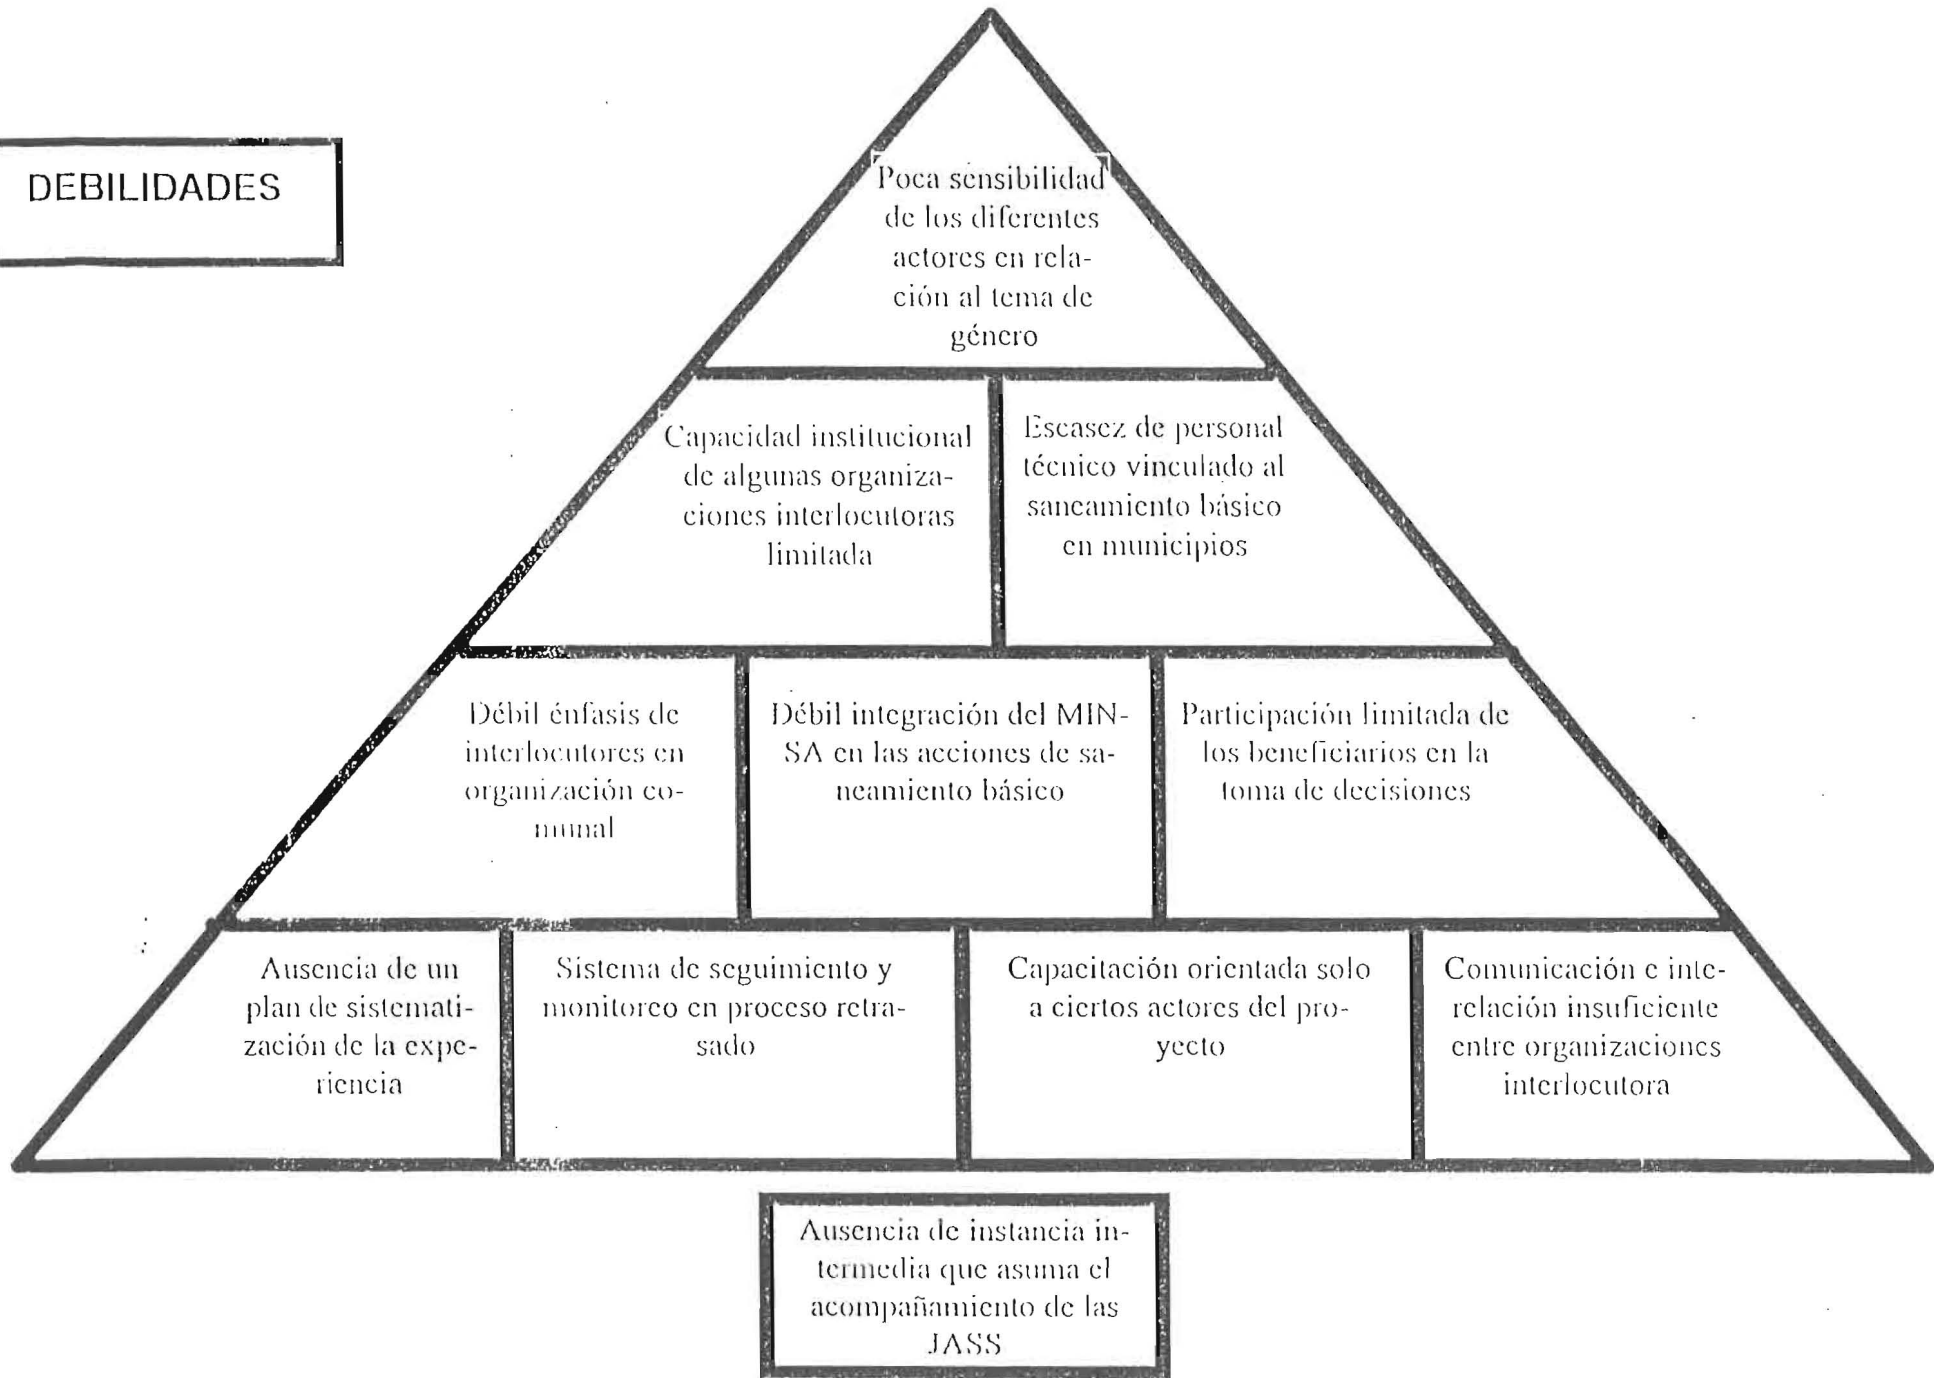 DEBILIDADES
Poca sensibilidad
de los diferentes
actores en rela-
ción al tema de
género
Capacidad institucional
de algunas organiza-
ciones interlocutoras
limitada
Escasez de personal
técnico vinculado al
saneamiento básico
en municipios
Débil énfasis de
interlocutores en
organización co-
munal
Débil integración del MIN-
SA en las acciones de sa-
neamiento básico
Participación limitada de
los beneficiarios en la
toma de decisiones
Ausencia de un
plan de sistemati-
zación de la expe-
riencia
Sistema de seguimiento y
monitoreo en proceso retra-
sado
Capacitación orientada solo
a ciertos actores del pro-
yecto
Comunicación e inte-
relación insuficiente
entre organizaciones
interlocutora
Ausencia de instancia in-
termedia que asuma el
acompañamiento de las
JASS